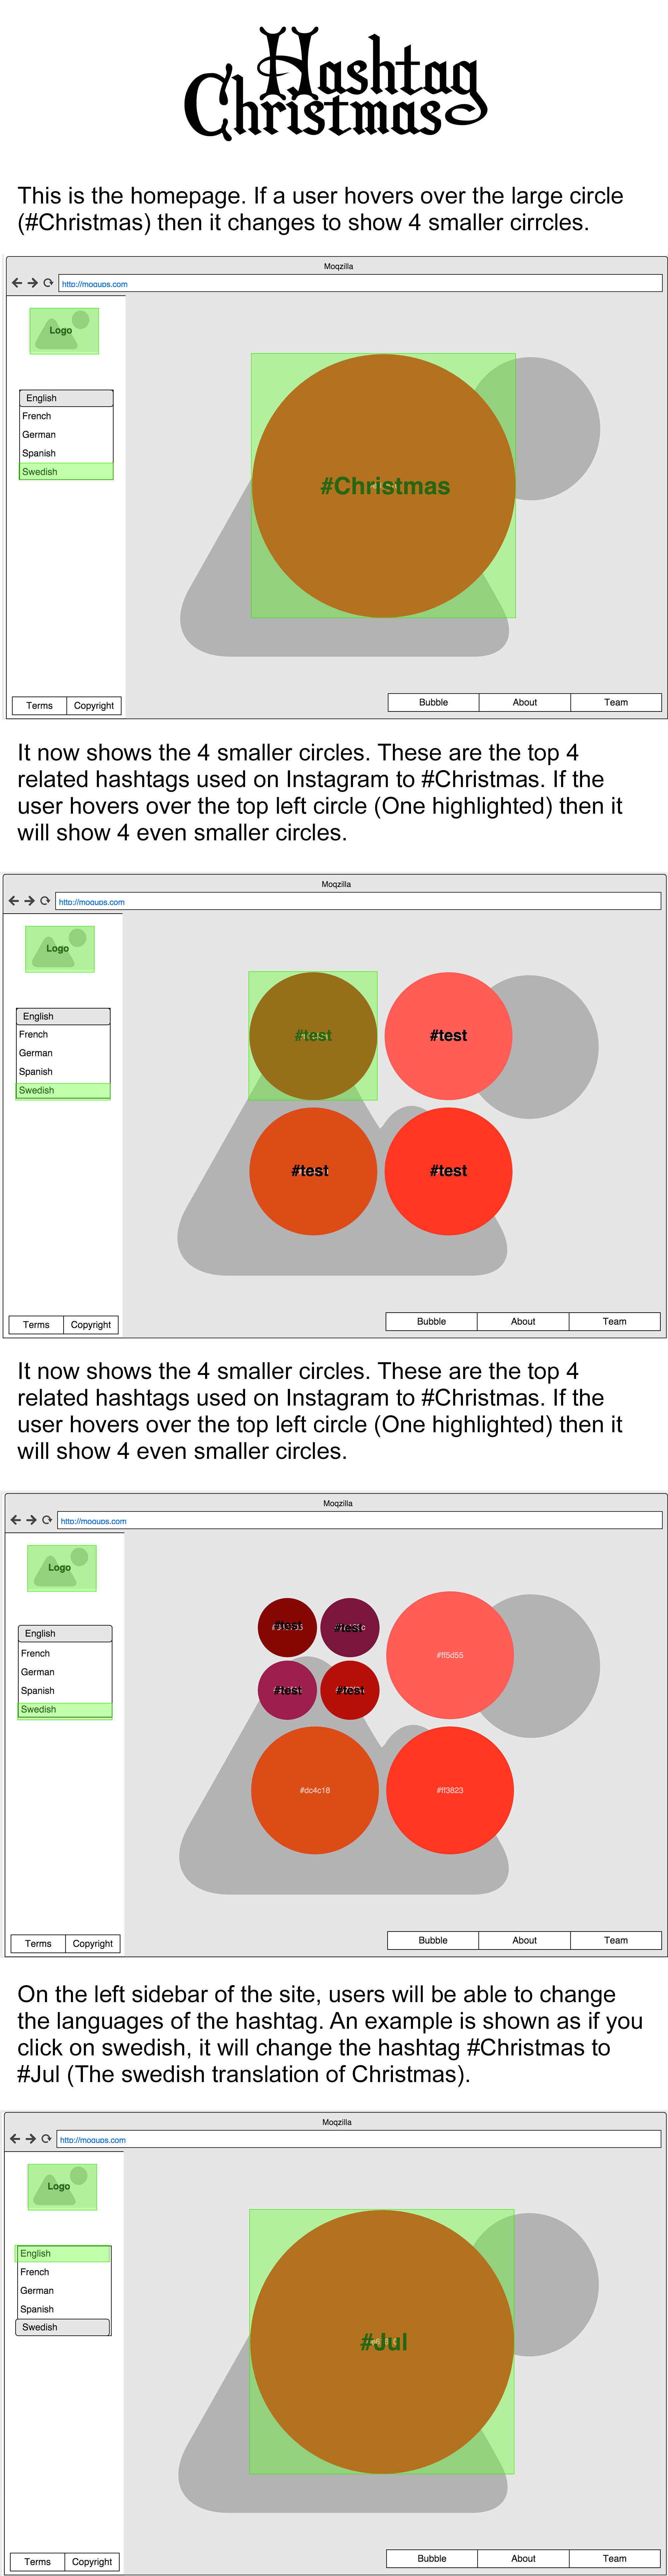 Hashtag
Christmas
This is the homepage. If a user hovers over the large circle
(#Christmas) then it changes to show 4 smaller cirrcles.
Moqzilla
http://moqups.com
Logo
English
French
German
Spanish
Swedish
#Christmas
Terms
Copyright
Bubble
About
Team
It now shows the 4 smaller circles. These are the top 4
related hashtags used on Instagram to #Christmas. If the
user hovers over the top left circle (One highlighted) then it
will show 4 even smaller circles.
Moqzilla
http://moqups.com
Logo
English
French
German
Spanish
Swedish
#test
#test
#test
#test
Terms
Copyright
Bubble
About
Team
It now shows the 4 smaller circles. These are the top 4
related hashtags used on Instagram to #Christmas. If the
user hovers over the top left circle (One highlighted) then it
will show 4 even smaller circles.
Moqzilla
http://moqups.com
Logo
English
French
German
Spanish
Swedish
#test
#test
#test
#test
#ff5d55
#dc4c18
#ff3823
Terms
Copyright
Bubble
About
Team
On the left sidebar of the site, users will be able to change
the languages of the hashtag. An example is shown as if you
click on swedish, it will change the hashtag #Christmas to
#Jul (The swedish translation of Christmas).
Moqzilla
http://moqups.com
Logo
English
French
German
Spanish
Swedish
#Jul
Terms
Copyright
Bubble
About
Team